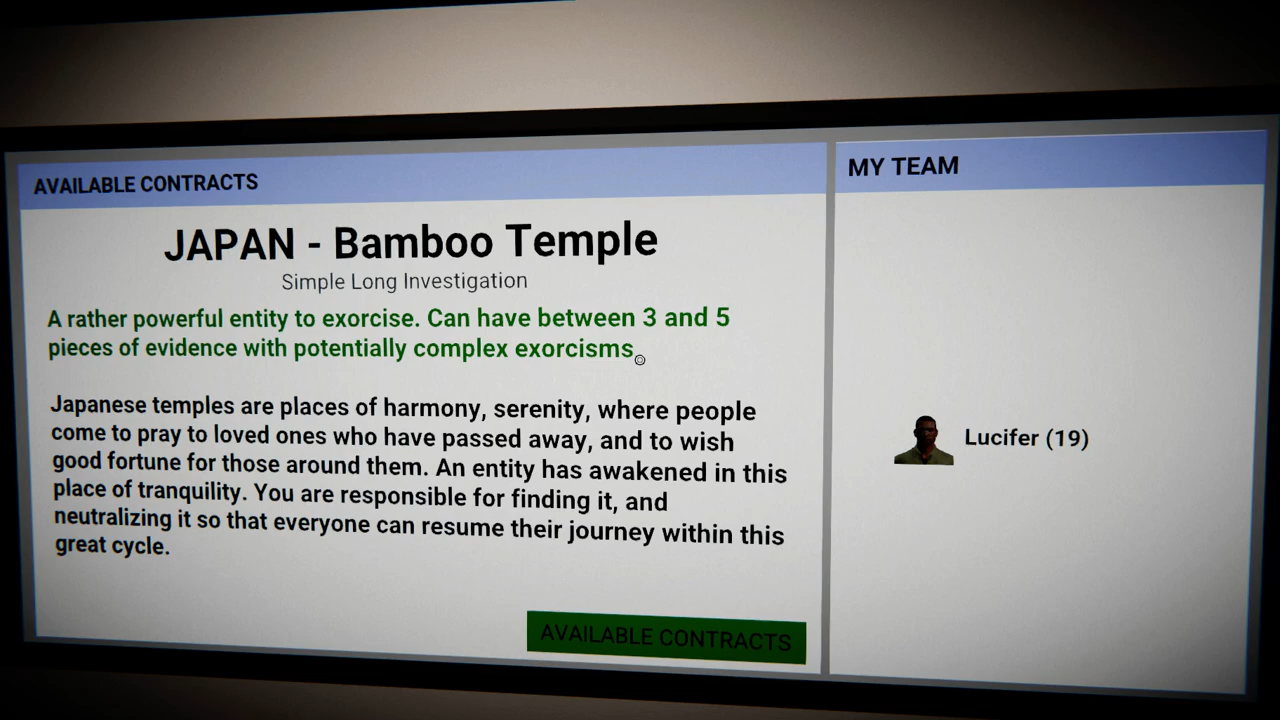 AVAILABLE CONTRACTS
JAPAN - Bamboo Temple
Simple Long Investigation
A rather powerful entity to exorcise. Can have between 3 and 5
pieces of evidence with potentially complex exorcisms.
Japanese temples are places of harmony, serenity, where people
come to pray to loved ones who have passed away, and to wish
good fortune for those around them. An entity has awakened in this
place of tranquility. You are responsible for finding it, and
neutralizing it so that everyone can resume their journey within this
great cycle.
AVAILABLE CONTRACTS
MY TEAM
Lucifer (19)